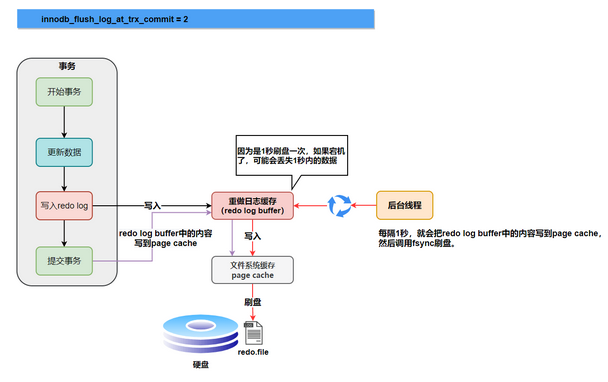 innodb_flush_log_at_trx_commit = 2
事务
开始事务
更新数据
写入redo log
提交事务
写入
redo log buffer中的内容
写到page cache
因为是1秒刷盘一次，如果宕机
了，可能会丢失1秒内的数据
重做日志缓存
（redo log buffer）
写入
文件系统缓存
page cache
刷盘
redo.file
硬盘
后台线程
每隔1秒，就会把redo log buffer中的内容写到page cache，
然后调用fsync刷盘。